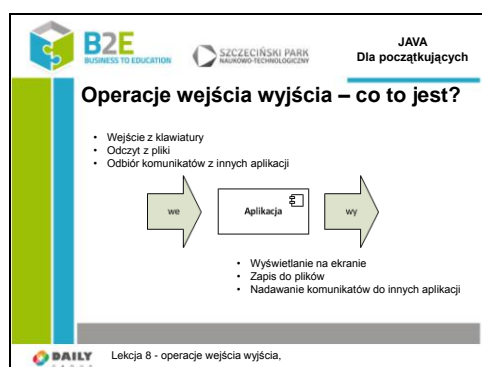 B2E
BUSINESS TO EDUCATION
SZCZECIŃSKI PARK
NAUKOWO-TECHNOLOGICZNY
JAVA
Dla początkujących
Operacje wejścia wyjścia – co to jest?
• Wejście z klawiatury
• Odczyt z pliki
• Odbiór komunikatów z innych aplikacji
we
Aplikacja
wy
• Wyświetlanie na ekranie
• Zapis do plików
• Nadawanie komunikatów do innych aplikacji
DAILY
Lekcja 8 - operacje wejścia wyjścia,